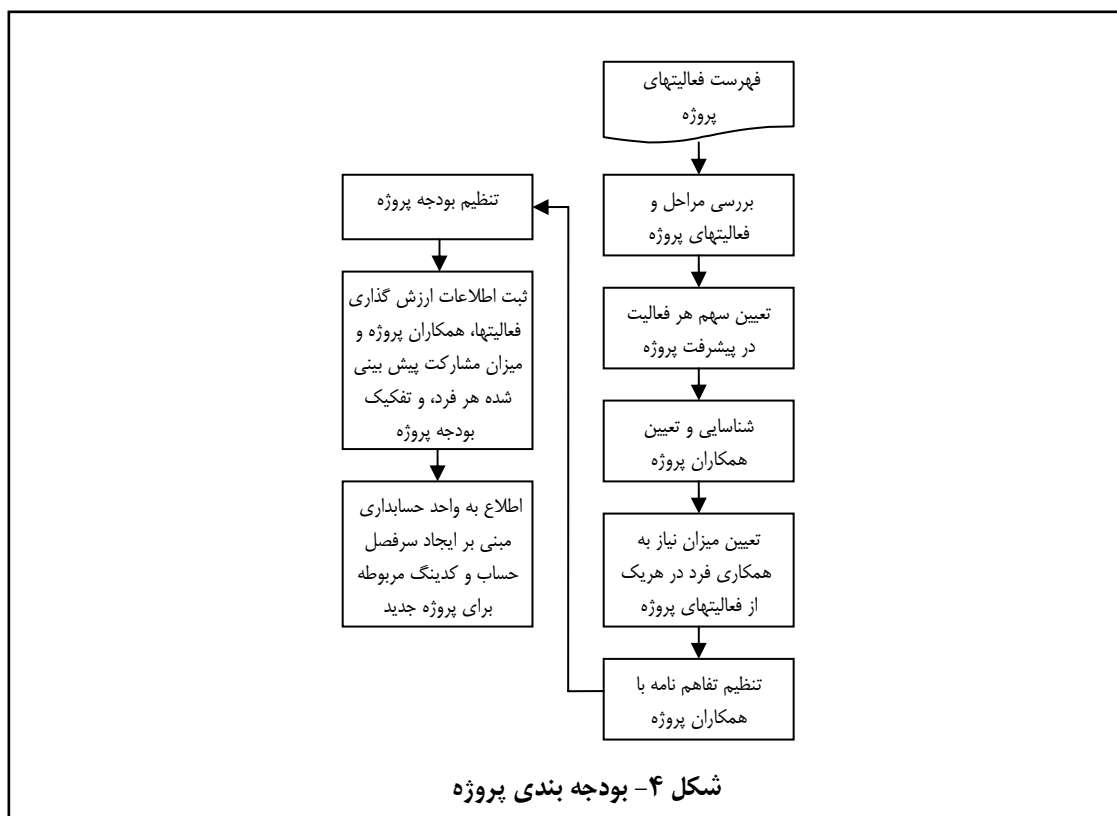 فهرست فعالیتهای
پروژه
بررسی مراحل و
فعالیتهای پروژه
تعیین سهم هر فعالیت
در پیشرفت پروژه
شناسایی و تعیین
همکاران پروژه
تعیین میزان نیاز به
همکاری فرد در هریک
از فعالیتهای پروژه
تنظیم تفاهم نامه با
همکاران پروژه
تنظیم بودجه پروژه
ثبت اطلاعات ارزش گذاری
فعالیتها، همکاران پروژه و
میزان مشارکت پیش بینی
شده هر فرد، و تفکیک
بودجه پروژه
اطلاع به واحد حسابداری
مبنی بر ایجاد سرفصل
حساب و کدینگ مربوطه
برای پروژه جدید
شکل ۴- بودجه بندی پروژه